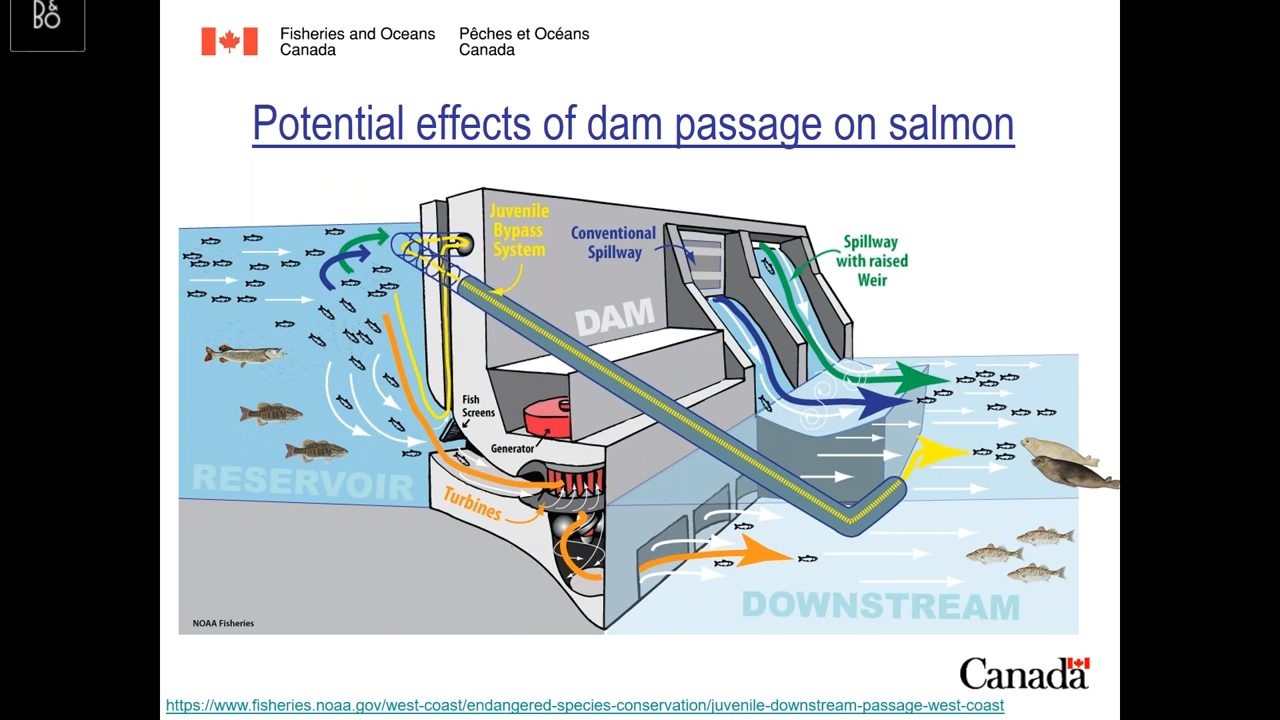 B&
BO
Fisheries and Oceans
Canada
Pêches et Océans
Canada
Potential effects of dam passage on salmon
Juvenile
Bypass
System
Conventional
Spillway
Spillway
with raised
Weir
DAM
Fish
Screens
Generator
RESERVOIR
Turbines
DOWNSTREAM
NOAA Fisheries
Canada
https://www.fisheries.noaa.gov/west-coast/endangered-species-conservation/juvenile-downstream-passage-west-coast